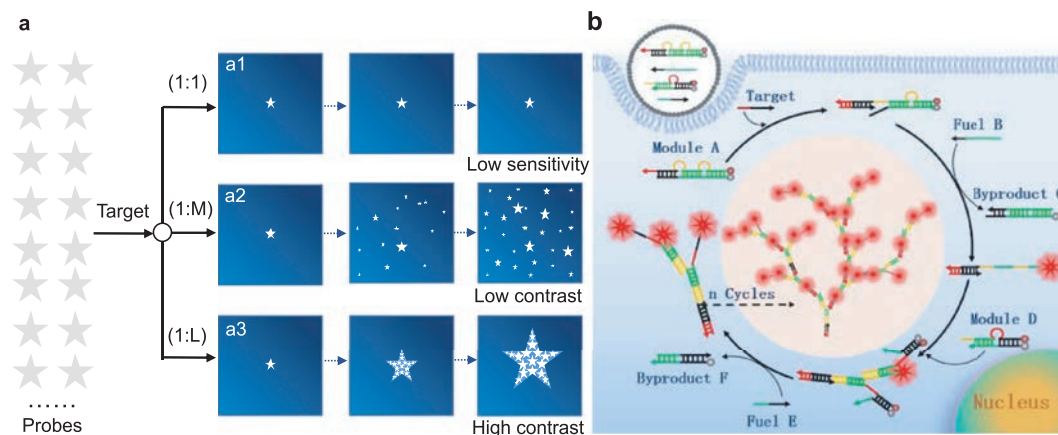 a
(1:1)
a1
Low sensitivity
Target
(1:M)
a2
Low contrast
(1:L)
a3
High contrast
......
Probes
b
Target
Module A
Fuel B
Byproduct
n Cycles
Module D
Byproduct F
Fuel E
Nucleus